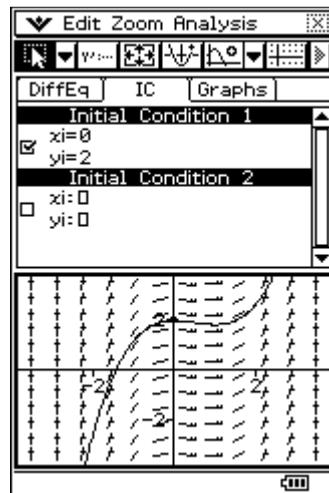 Edit Zoom Analysis
DiffEq IC Graphs
Initial Condition 1
xi=0
yi=2
Initial Condition 2
xi:□
yi:□
2
-2 2
-2